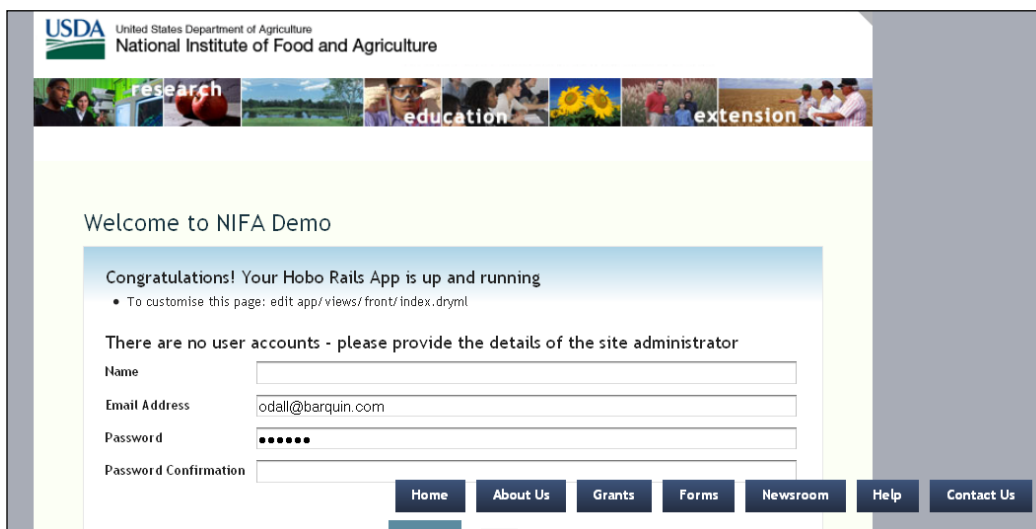 USDA
United States Department of Agriculture
National Institute of Food and Agriculture
research
education
extension
Welcome to NIFA Demo
Congratulations! Your Hobo Rails App is up and running
• To customise this page: edit app/views/front/index.dryml
There are no user accounts - please provide the details of the site administrator
Name
Email Address odall@barquin.com
Password ••••••
Password Confirmation
Home About Us Grants Forms Newsroom Help Contact Us